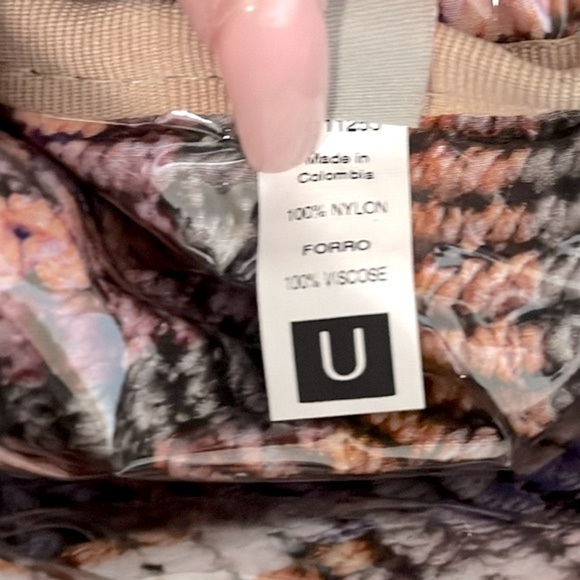 Made in
Colombia
100% NYLON
FORRO
100% VISCOSE
U